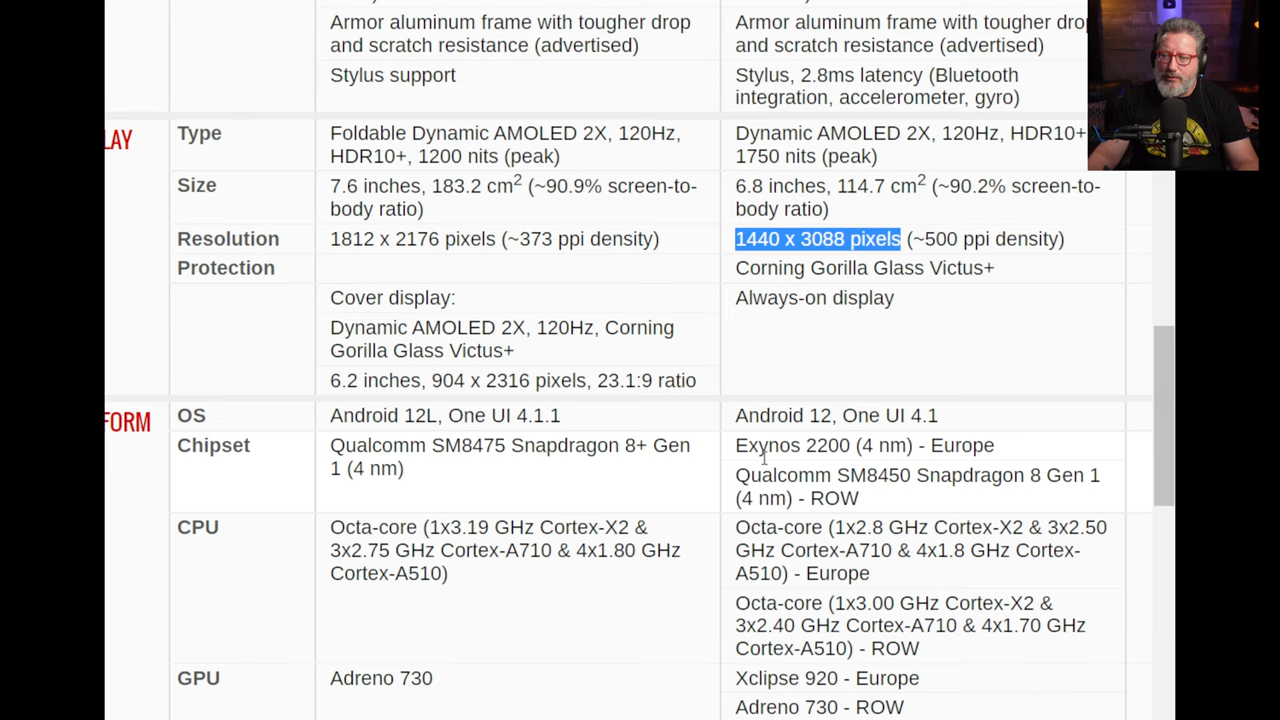 Armor aluminum frame with tougher drop
and scratch resistance (advertised)
Stylus support
Armor aluminum frame with tougher drop
and scratch resistance (advertised)
Stylus, 2.8ms latency (Bluetooth
integration, accelerometer, gyro)
LAY
Type
Foldable Dynamic AMOLED 2X, 120Hz,
HDR10+, 1200 nits (peak)
Dynamic AMOLED 2X, 120Hz, HDR10+
1750 nits (peak)
Size
7.6 inches, 183.2 cm2 (~90.9% screen-to-
body ratio)
6.8 inches, 114.7 cm2 (~90.2% screen-to-
body ratio)
Resolution
1812 x 2176 pixels (~373 ppi density)
1440 x 3088 pixels (~500 ppi density)
Protection
Corning Gorilla Glass Victus+
Cover display:
Dynamic AMOLED 2X, 120Hz, Corning
Gorilla Glass Victus+
6.2 inches, 904 x 2316 pixels, 23.1:9 ratio
Always-on display
FORM
OS
Android 12L, One UI 4.1.1
Android 12, One UI 4.1
Chipset
Qualcomm SM8475 Snapdragon 8+ Gen
1 (4 nm)
Exynos 2200 (4 nm) - Europe
Qualcomm SM8450 Snapdragon 8 Gen 1
(4 nm) - ROW
CPU
Octa-core (1x3.19 GHz Cortex-X2 &
3x2.75 GHz Cortex-A710 & 4x1.80 GHz
Cortex-A510)
Octa-core (1x2.8 GHz Cortex-X2 & 3x2.50
GHz Cortex-A710 & 4x1.8 GHz Cortex-
A510) - Europe
Octa-core (1x3.00 GHz Cortex-X2 &
3x2.40 GHz Cortex-A710 & 4x1.70 GHz
Cortex-A510) - ROW
GPU
Adreno 730
Xclipse 920 - Europe
Adreno 730 - ROW